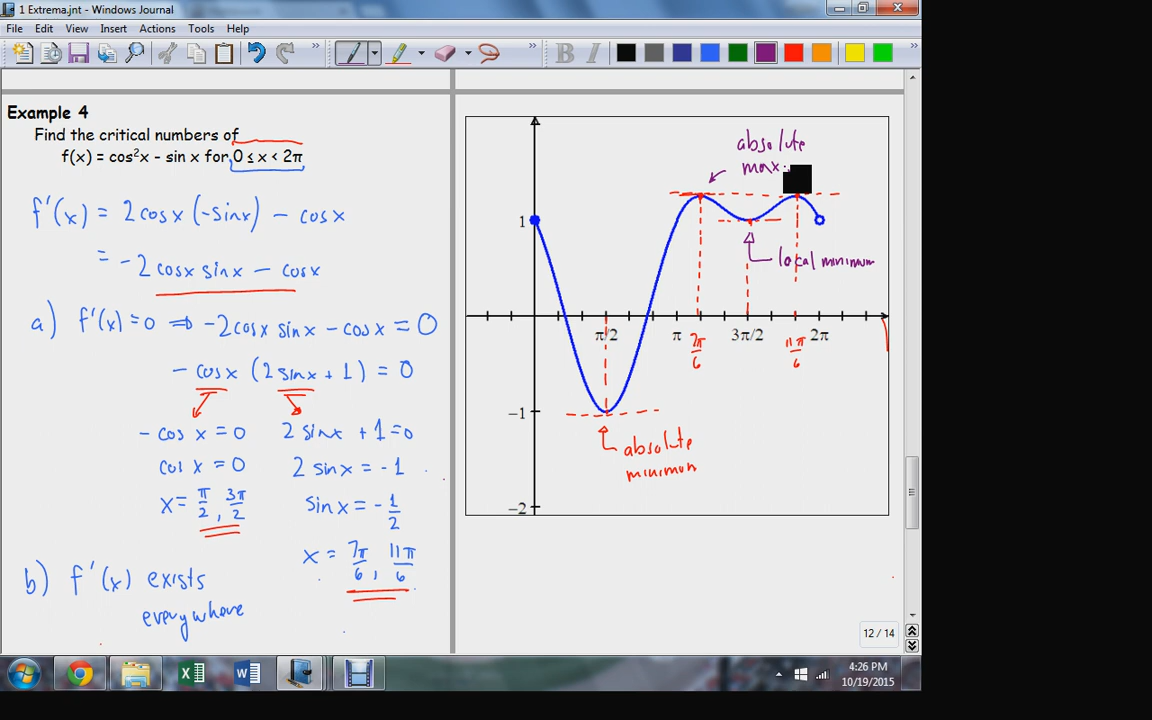 1 Extrema.jnt - Windows Journal
File Edit View Insert Actions Tools Help
B I
Example 4
Find the critical numbers of
f(x) = cos²x - sin x for 0 ≤ x < 2π
f'(x) = 2 cos x (-sin x) - cos x
= -2 cos x sin x - cos x
a) f'(x) = 0 ⇒ -2 cos x sin x - cos x = 0
- cos x (2 sin x + 1) = 0
- cos x = 0
cos x = 0
x = π/2, 3π/2
2 sin x + 1 = 0
2 sin x = -1
sin x = -1/2
x = 7π/6, 11π/6
b) f'(x) exists
everywhere
absolute
max.
local minimum
1
π/2 π 3π/2 2π
7π/6 11π/6
-1
absolute
minimum
-2
12 / 14
4:26 PM
10/19/2015